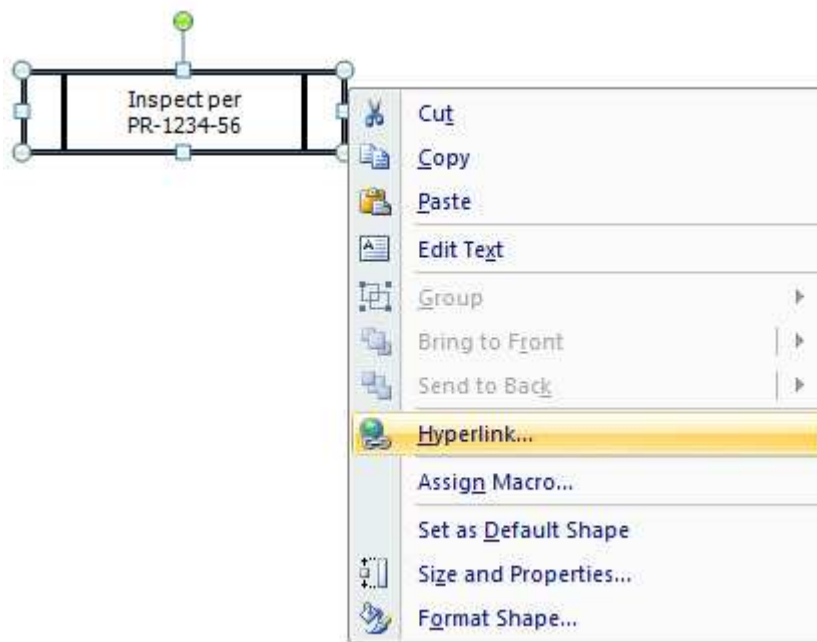 Inspect per
PR-1234-56
Cut
Copy
Paste
Edit Text
Group
Bring to Front
Send to Back
Hyperlink...
Assign Macro...
Set as Default Shape
Size and Properties...
Format Shape...